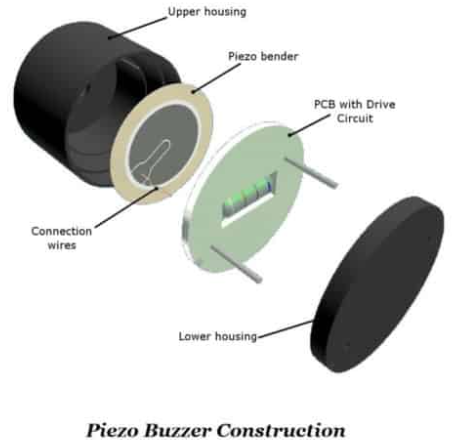 Upper housing
Piezo bender
PCB with Drive
Circuit
Connection
wires
Lower housing
Piezo Buzzer Construction